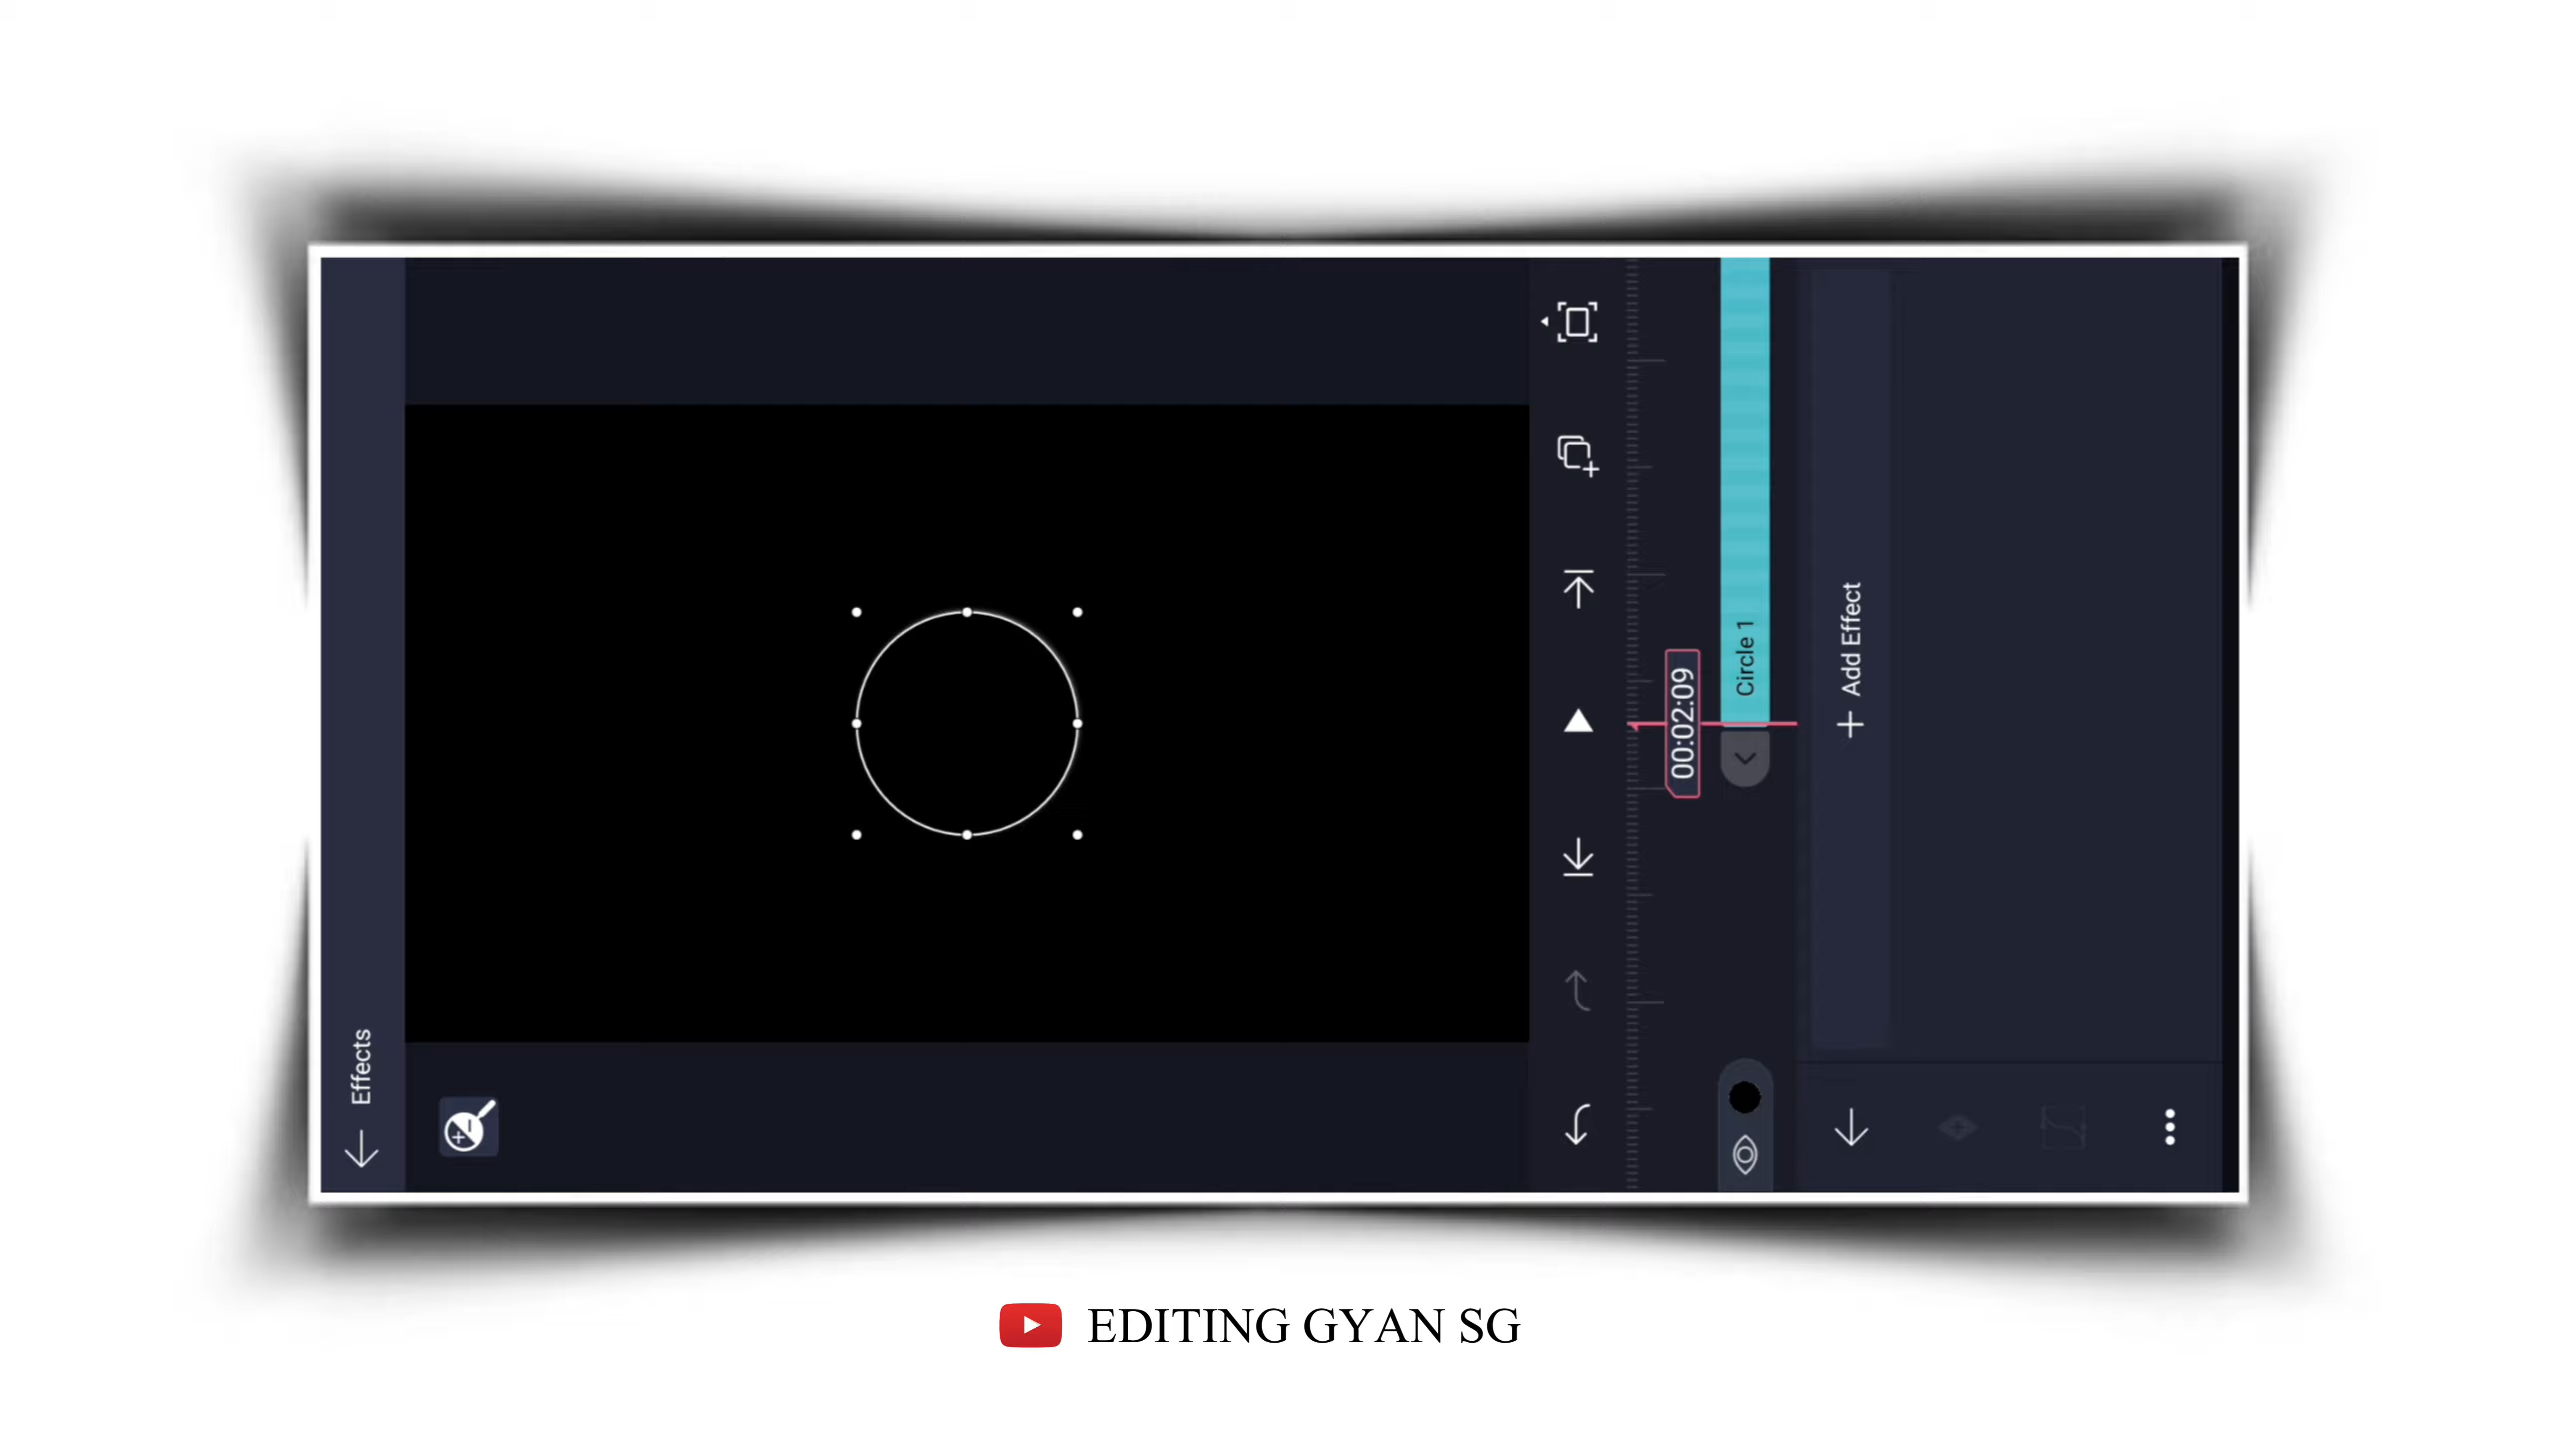 Effects
00:02:09
Circle 1
+ Add Effect
EDITING GYAN SG